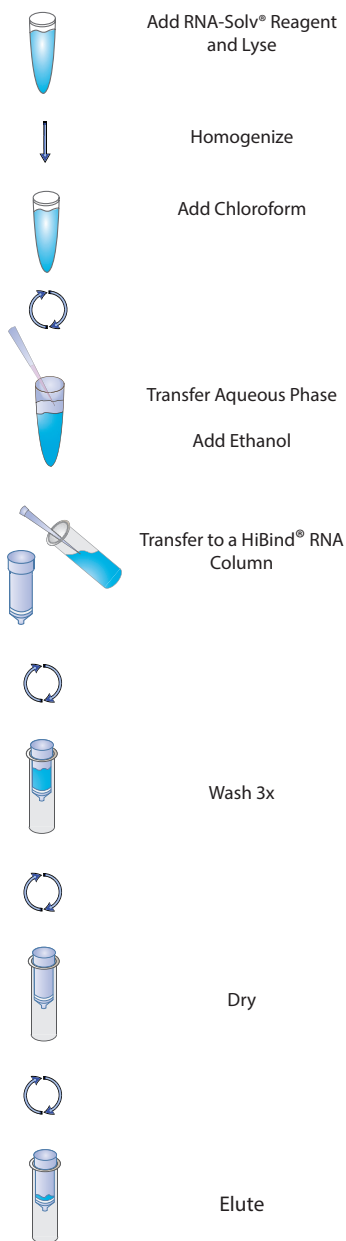 Add RNA-Solv® Reagent
and Lyse
Homogenize
Add Chloroform
Transfer Aqueous Phase
Add Ethanol
Transfer to a HiBind® RNA
Column
Wash 3x
Dry
Elute